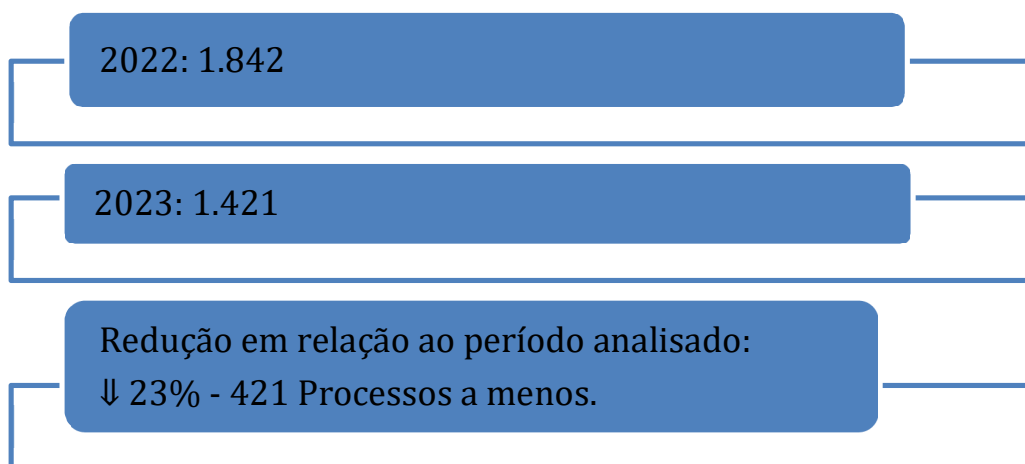 2022: 1.842
2023: 1.421
Redução em relação ao período analisado:
⇓ 23% - 421 Processos a menos.